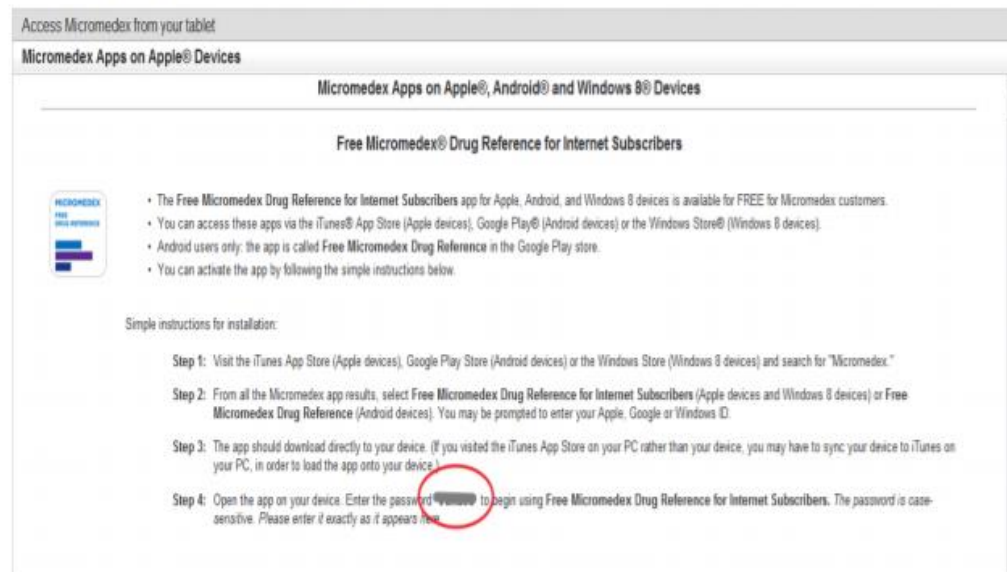 Access Micromedex from your tablet
Micromedex Apps on Apple® Devices
Micromedex Apps on Apple®, Android® and Windows 8® Devices
Free Micromedex® Drug Reference for Internet Subscribers
MICROMEDEX
FREE
DRUG REFERENCE
• The Free Micromedex Drug Reference for Internet Subscribers app for Apple, Android, and Windows 8 devices is available for FREE for Micromedex customers.
• You can access these apps via the iTunes® App Store (Apple devices), Google Play® (Android devices) or the Windows Store® (Windows 8 devices).
• Android users only: the app is called Free Micromedex Drug Reference in the Google Play store.
• You can activate the app by following the simple instructions below.
Simple instructions for installation:
Step 1: Visit the iTunes App Store (Apple devices), Google Play Store (Android devices) or the Windows Store (Windows 8 devices) and search for "Micromedex."
Step 2: From all the Micromedex app results, select Free Micromedex Drug Reference for Internet Subscribers (Apple devices and Windows 8 devices) or Free
Micromedex Drug Reference (Android devices). You may be prompted to enter your Apple, Google or Windows ID.
Step 3: The app should download directly to your device. (If you visited the iTunes App Store on your PC rather than your device, you may have to sync your device to iTunes on
your PC, in order to load the app onto your device.)
Step 4: Open the app on your device. Enter the password to begin using Free Micromedex Drug Reference for Internet Subscribers. The password is case-
sensitive. Please enter it exactly as it appears here